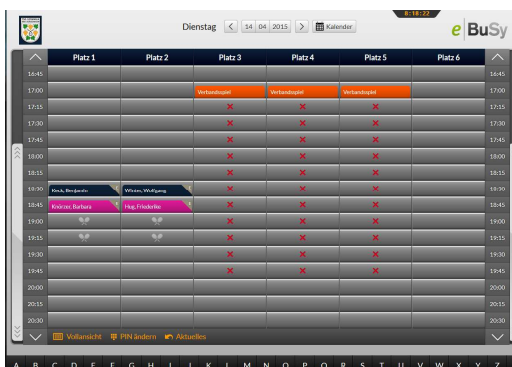 8:18:22
Dienstag < 14 04 2015 > Kalender
e BuSy
Platz 1 Platz 2 Platz 3 Platz 4 Platz 5 Platz 6
16:45 16:45
17:00 Verbandsspiel Verbandsspiel Verbandsspiel 17:00
17:15 17:15
17:30 17:30
17:45 17:45
18:00 18:00
18:15 18:15
18:30 Keck, Benjamin Winter, Wolfgang 18:30
18:45 Knörzer, Barbara Hug, Friederike 18:45
19:00 19:00
19:15 19:15
19:30 19:30
19:45 19:45
20:00 20:00
20:15 20:15
20:30 20:30
Vollansicht PIN ändern Aktuelles
A B C D E F G H I J K L M N O P Q R S T U V W X Y Z